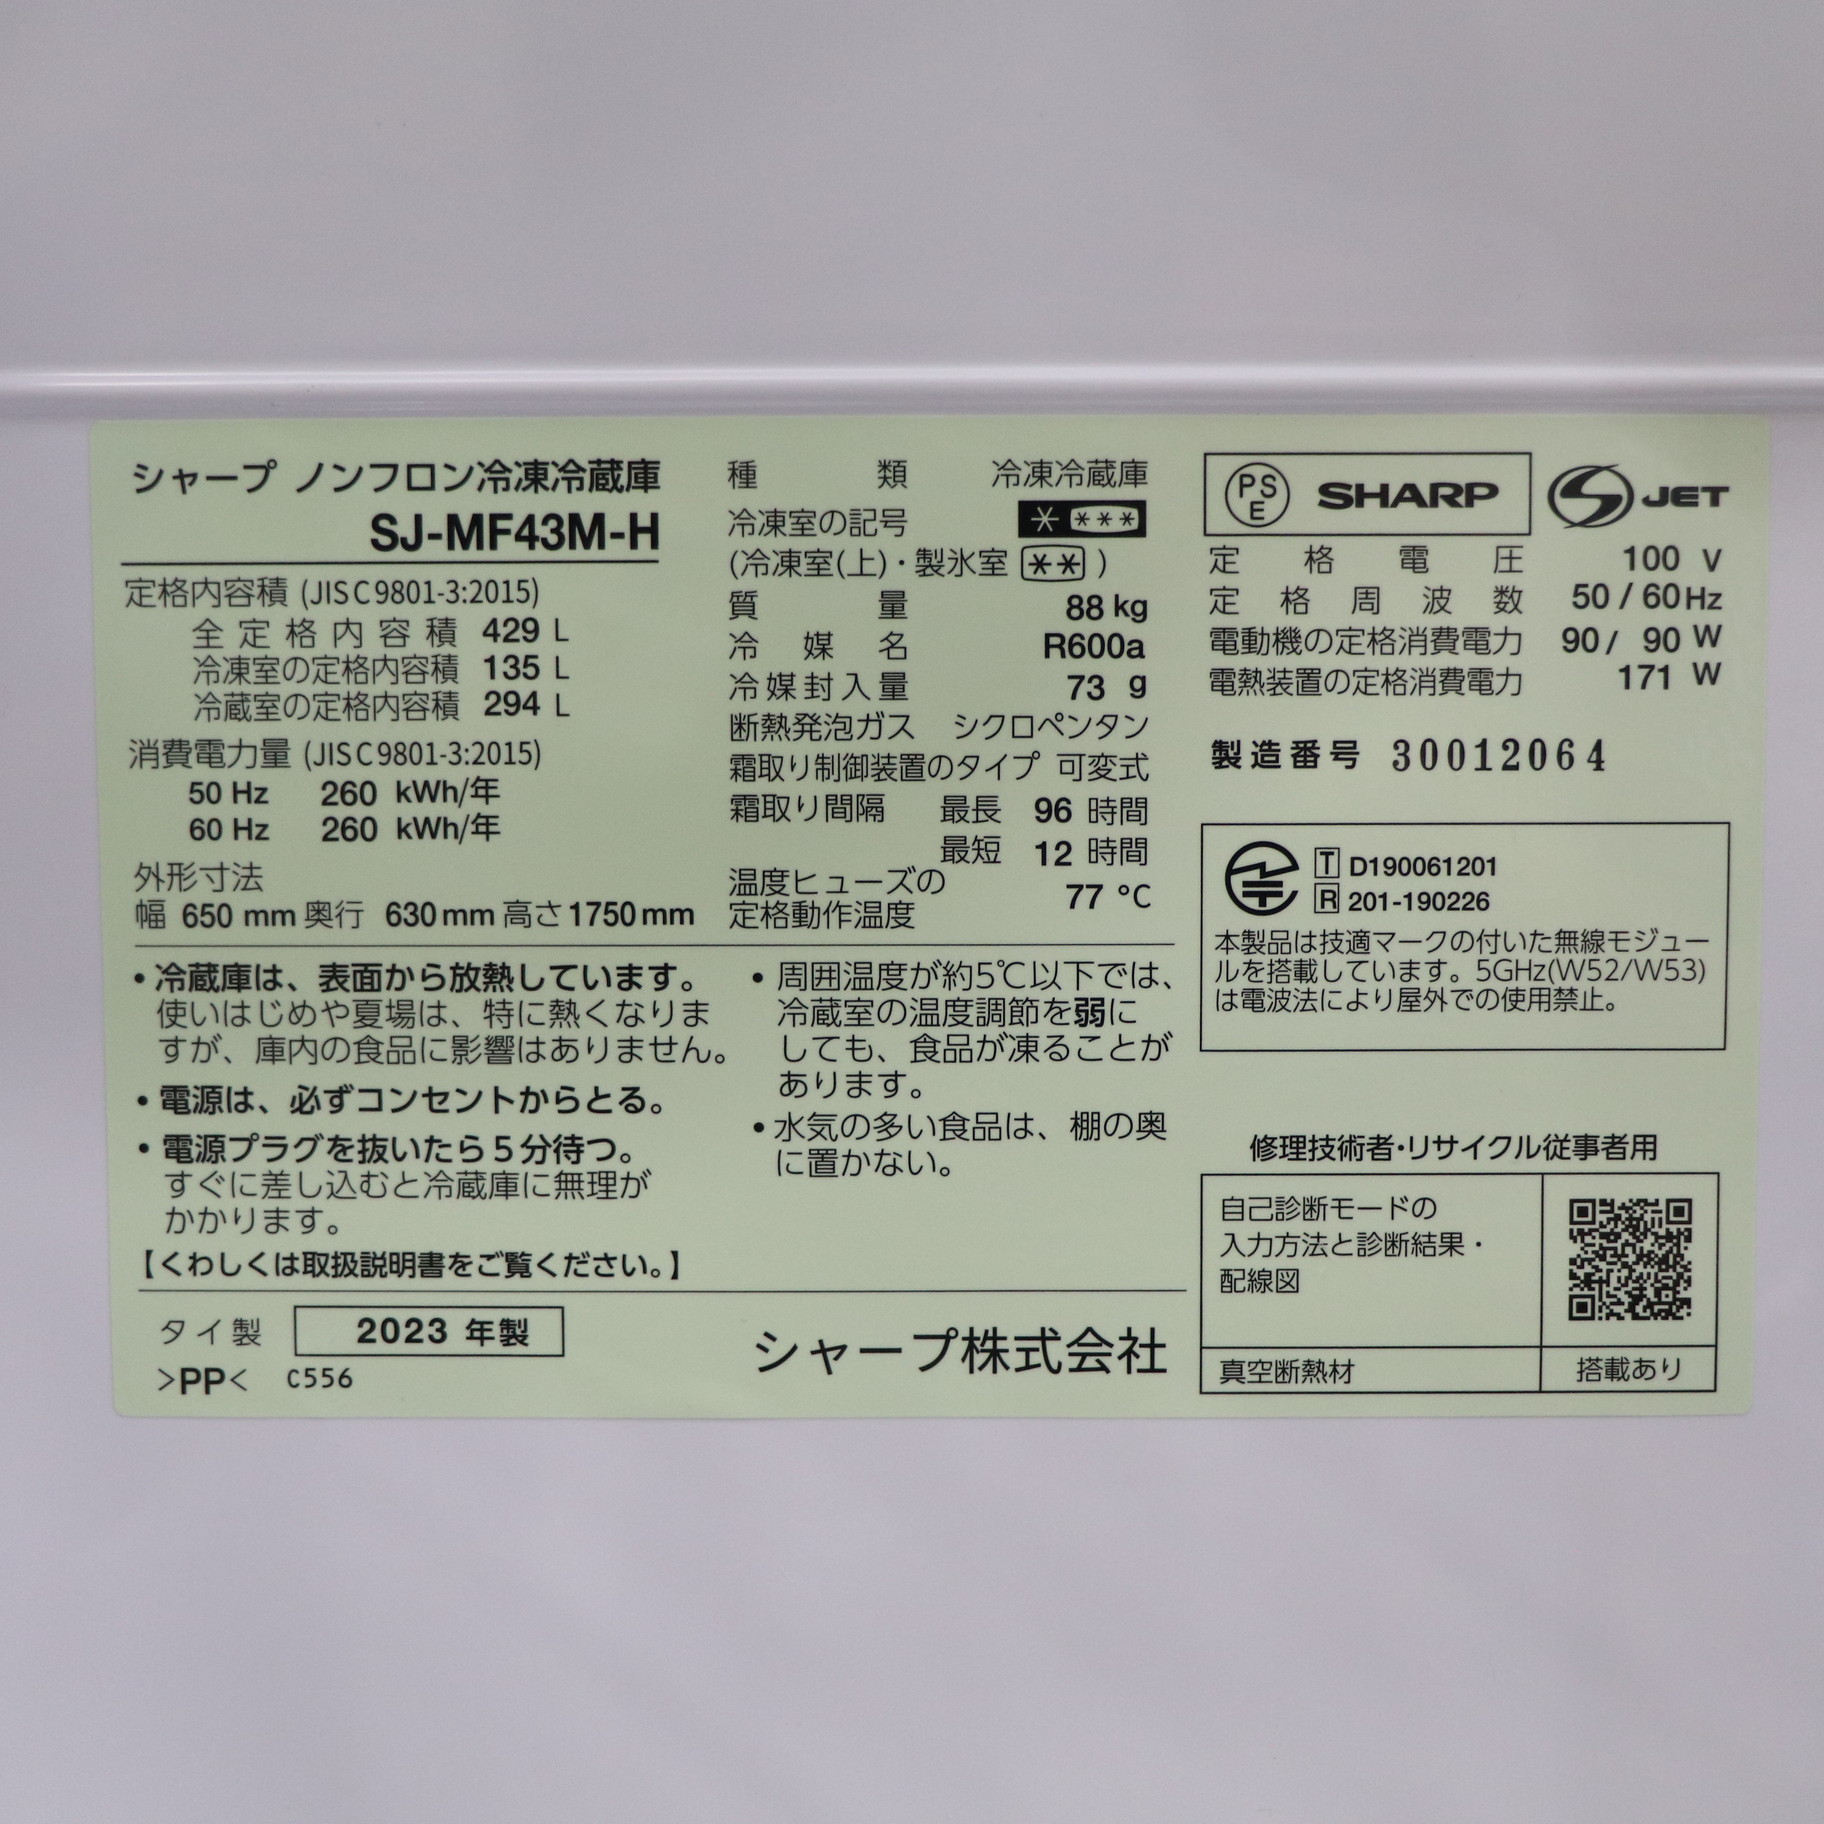 シャープ ノンフロン冷凍冷蔵庫
SJ-MF43M-H
定格内容積 (JIS C 9801-3:2015)
全定格内容積 429 L
冷凍室の定格内容積 135 L
冷蔵室の定格内容積 294 L
消費電力量 (JIS C 9801-3:2015)
50 Hz 260 kWh/年
60 Hz 260 kWh/年
外形寸法
幅 650 mm 奥行 630 mm 高さ 1750 mm
種類 冷凍冷蔵庫
冷凍室の記号 * ***
(冷凍室(上)・製氷室 ** )
質量 88 kg
冷媒名 R600a
冷媒封入量 73 g
断熱発泡ガス シクロペンタン
霜取り制御装置のタイプ 可変式
霜取り間隔 最長 96 時間
最短 12 時間
温度ヒューズの
定格動作温度 77 °C
PSE SHARP JET
定格電圧 100 V
定格周波数 50 / 60 Hz
電動機の定格消費電力 90 / 90 W
電熱装置の定格消費電力 171 W
製造番号 30012064
T D190061201
R 201-190226
本製品は技適マークの付いた無線モジュー
ルを搭載しています。5GHz(W52/W53)
は電波法により屋外での使用禁止。
• 冷蔵庫は、表面から放熱しています。
使いはじめや夏場は、特に熱くなりま
すが、庫内の食品に影響はありません。
• 電源は、必ずコンセントからとる。
• 電源プラグを抜いたら5分待つ。
すぐに差し込むと冷蔵庫に無理が
かかります。
【くわしくは取扱説明書をご覧ください。】
• 周囲温度が約5℃以下では、
冷蔵室の温度調節を弱に
しても、食品が凍ることが
あります。
• 水気の多い食品は、棚の奥
に置かない。
修理技術者・リサイクル従事者用
自己診断モードの
入力方法と診断結果・
配線図
真空断熱材 搭載あり
タイ製 2023 年製
>PP< C556
シャープ株式会社